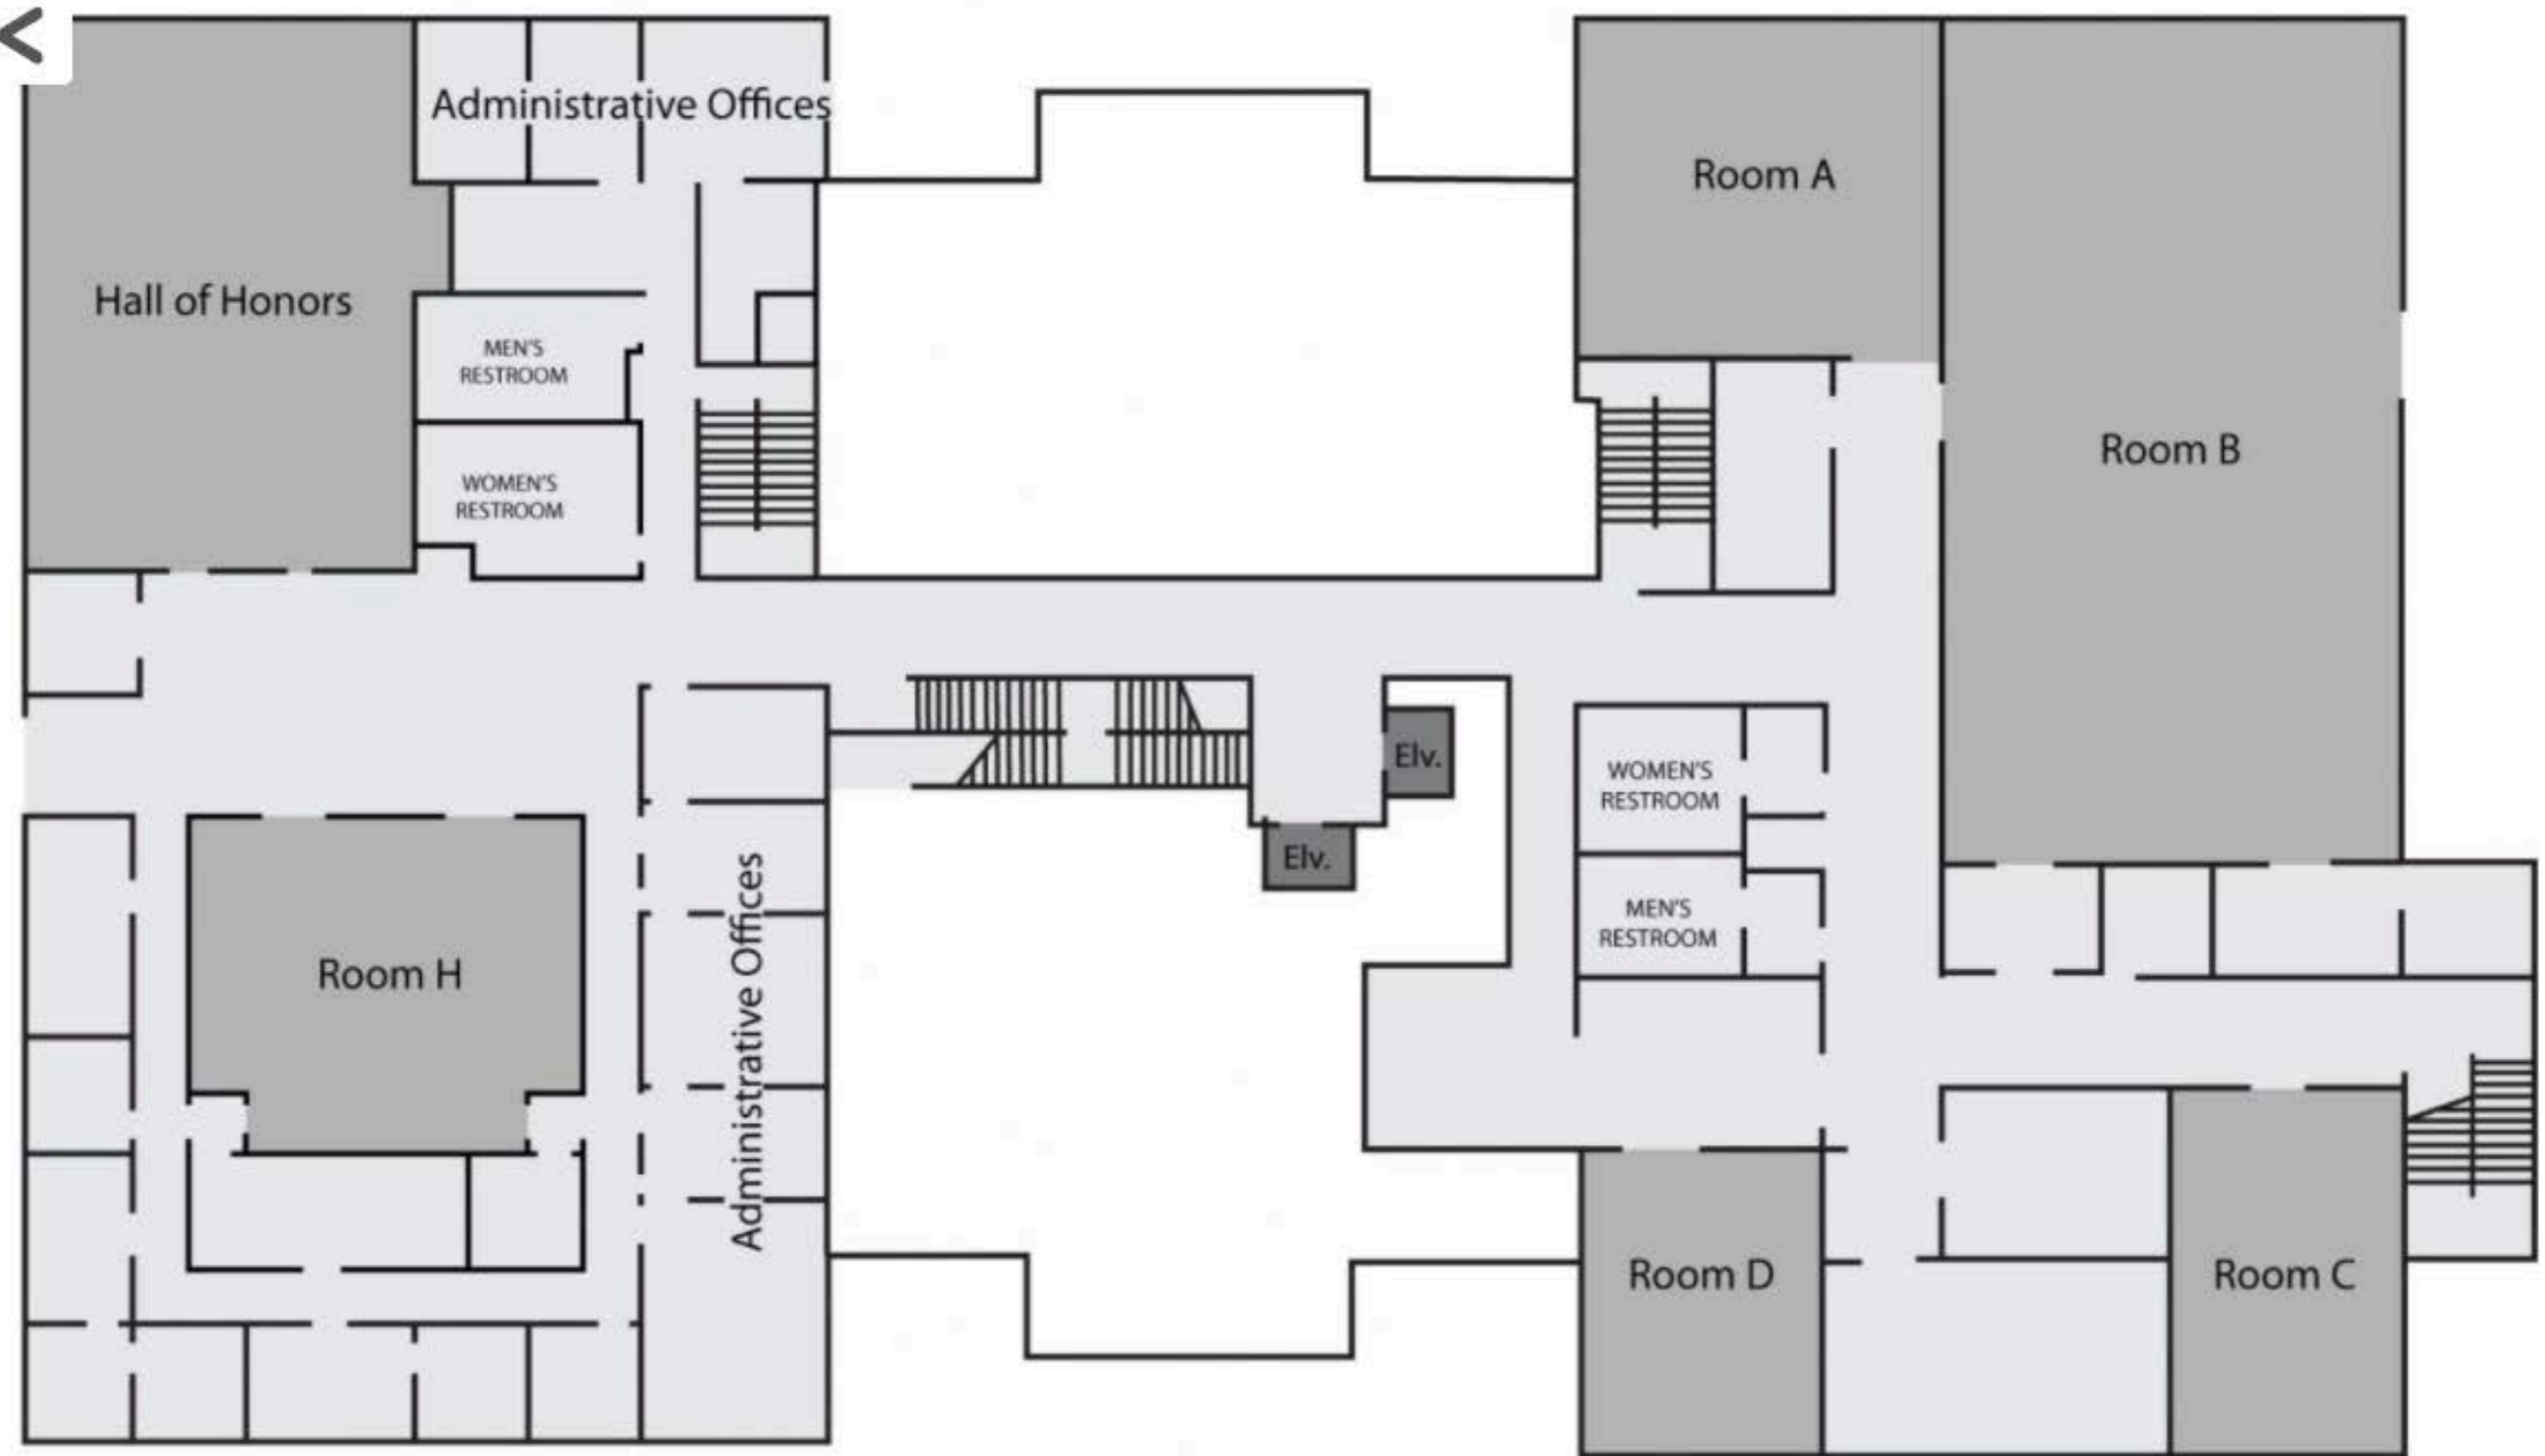 Administrative Offices
Room A
Hall of Honors
MEN'S
RESTROOM
Room B
WOMEN'S
RESTROOM
Elv.
WOMEN'S
RESTROOM
Elv.
MEN'S
RESTROOM
Room H
Administrative Offices
Room D
Room C